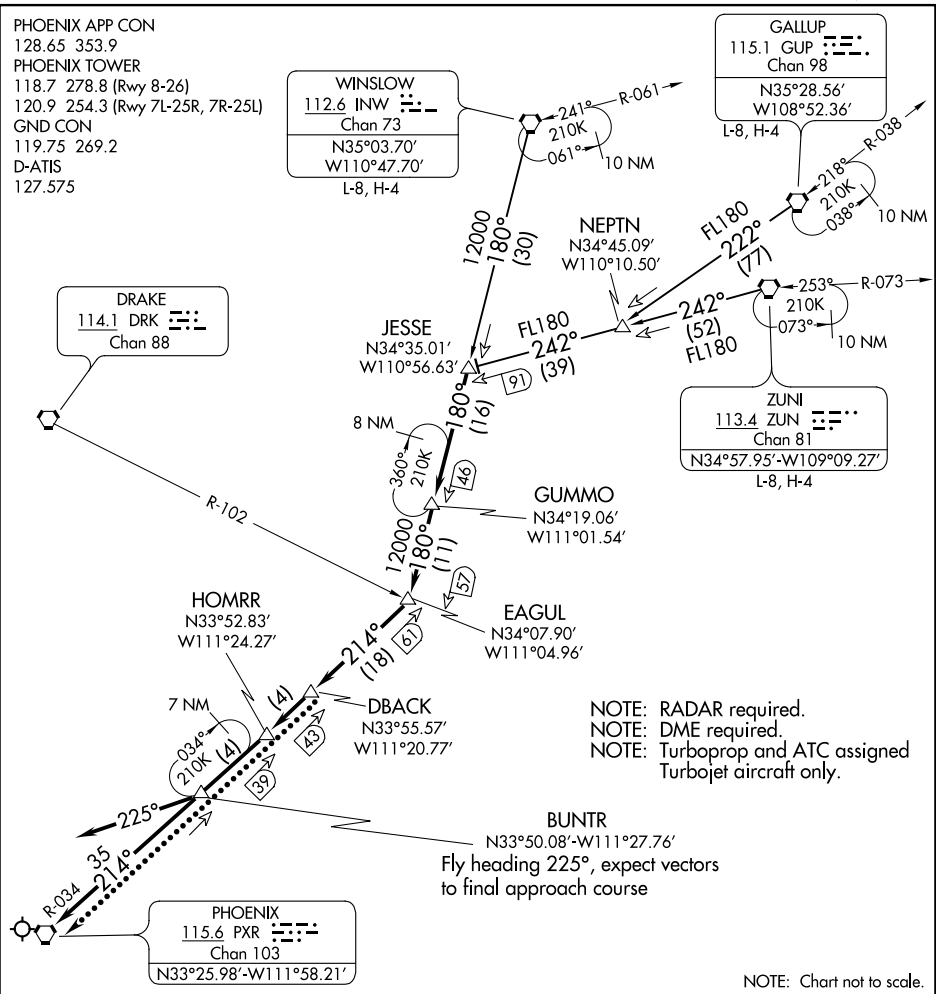 PHOENIX APP CON
128.65 353.9
PHOENIX TOWER
118.7 278.8 (Rwy 8-26)
120.9 254.3 (Rwy 7L-25R, 7R-25L)
GND CON
119.75 269.2
D-ATIS
127.575
WINSLOW
112.6 INW
Chan 73
N35°03.70′
W110°47.70′
L-8, H-4
241°
R-061
210K
061°
10 NM
GALLUP
115.1 GUP
Chan 98
N35°28.56′
W108°52.36′
L-8, H-4
R-038
218°
210K
038°
10 NM
12000
180°
(30)
NEPTN
N34°45.09′
W110°10.50′
FL180
222°
(77)
253°
R-073
210K
073°
10 NM
242°
(52)
FL180
DRAKE
114.1 DRK
Chan 88
JESSE
N34°35.01′
W110°56.63′
FL180
242°
(39)
91
ZUNI
113.4 ZUN
Chan 81
N34°57.95′-W109°09.27′
L-8, H-4
180°
(16)
8 NM
360°
210K
46
GUMMO
N34°19.06′
W111°01.54′
R-102
12000
180°
(11)
57
EAGUL
N34°07.90′
W111°04.96′
HOMRR
N33°52.83′
W111°24.27′
214°
(18)
61
(4)
DBACK
N33°55.57′
W111°20.77′
43
7 NM
034°
210K
(4)
39
NOTE: RADAR required.
NOTE: DME required.
NOTE: Turboprop and ATC assigned
Turbojet aircraft only.
225°
BUNTR
N33°50.08′-W111°27.76′
Fly heading 225°, expect vectors
to final approach course
35
R-034
214°
PHOENIX
115.6 PXR
Chan 103
N33°25.98′-W111°58.21′
NOTE: Chart not to scale.